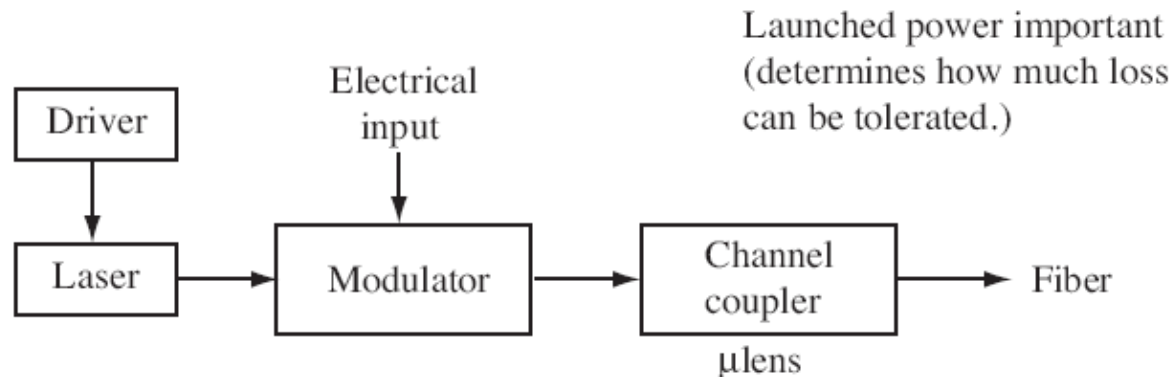 Launched power important
(determines how much loss
can be tolerated.)
Electrical
input
Driver
Laser
Modulator
Channel
coupler
Fiber
μlens